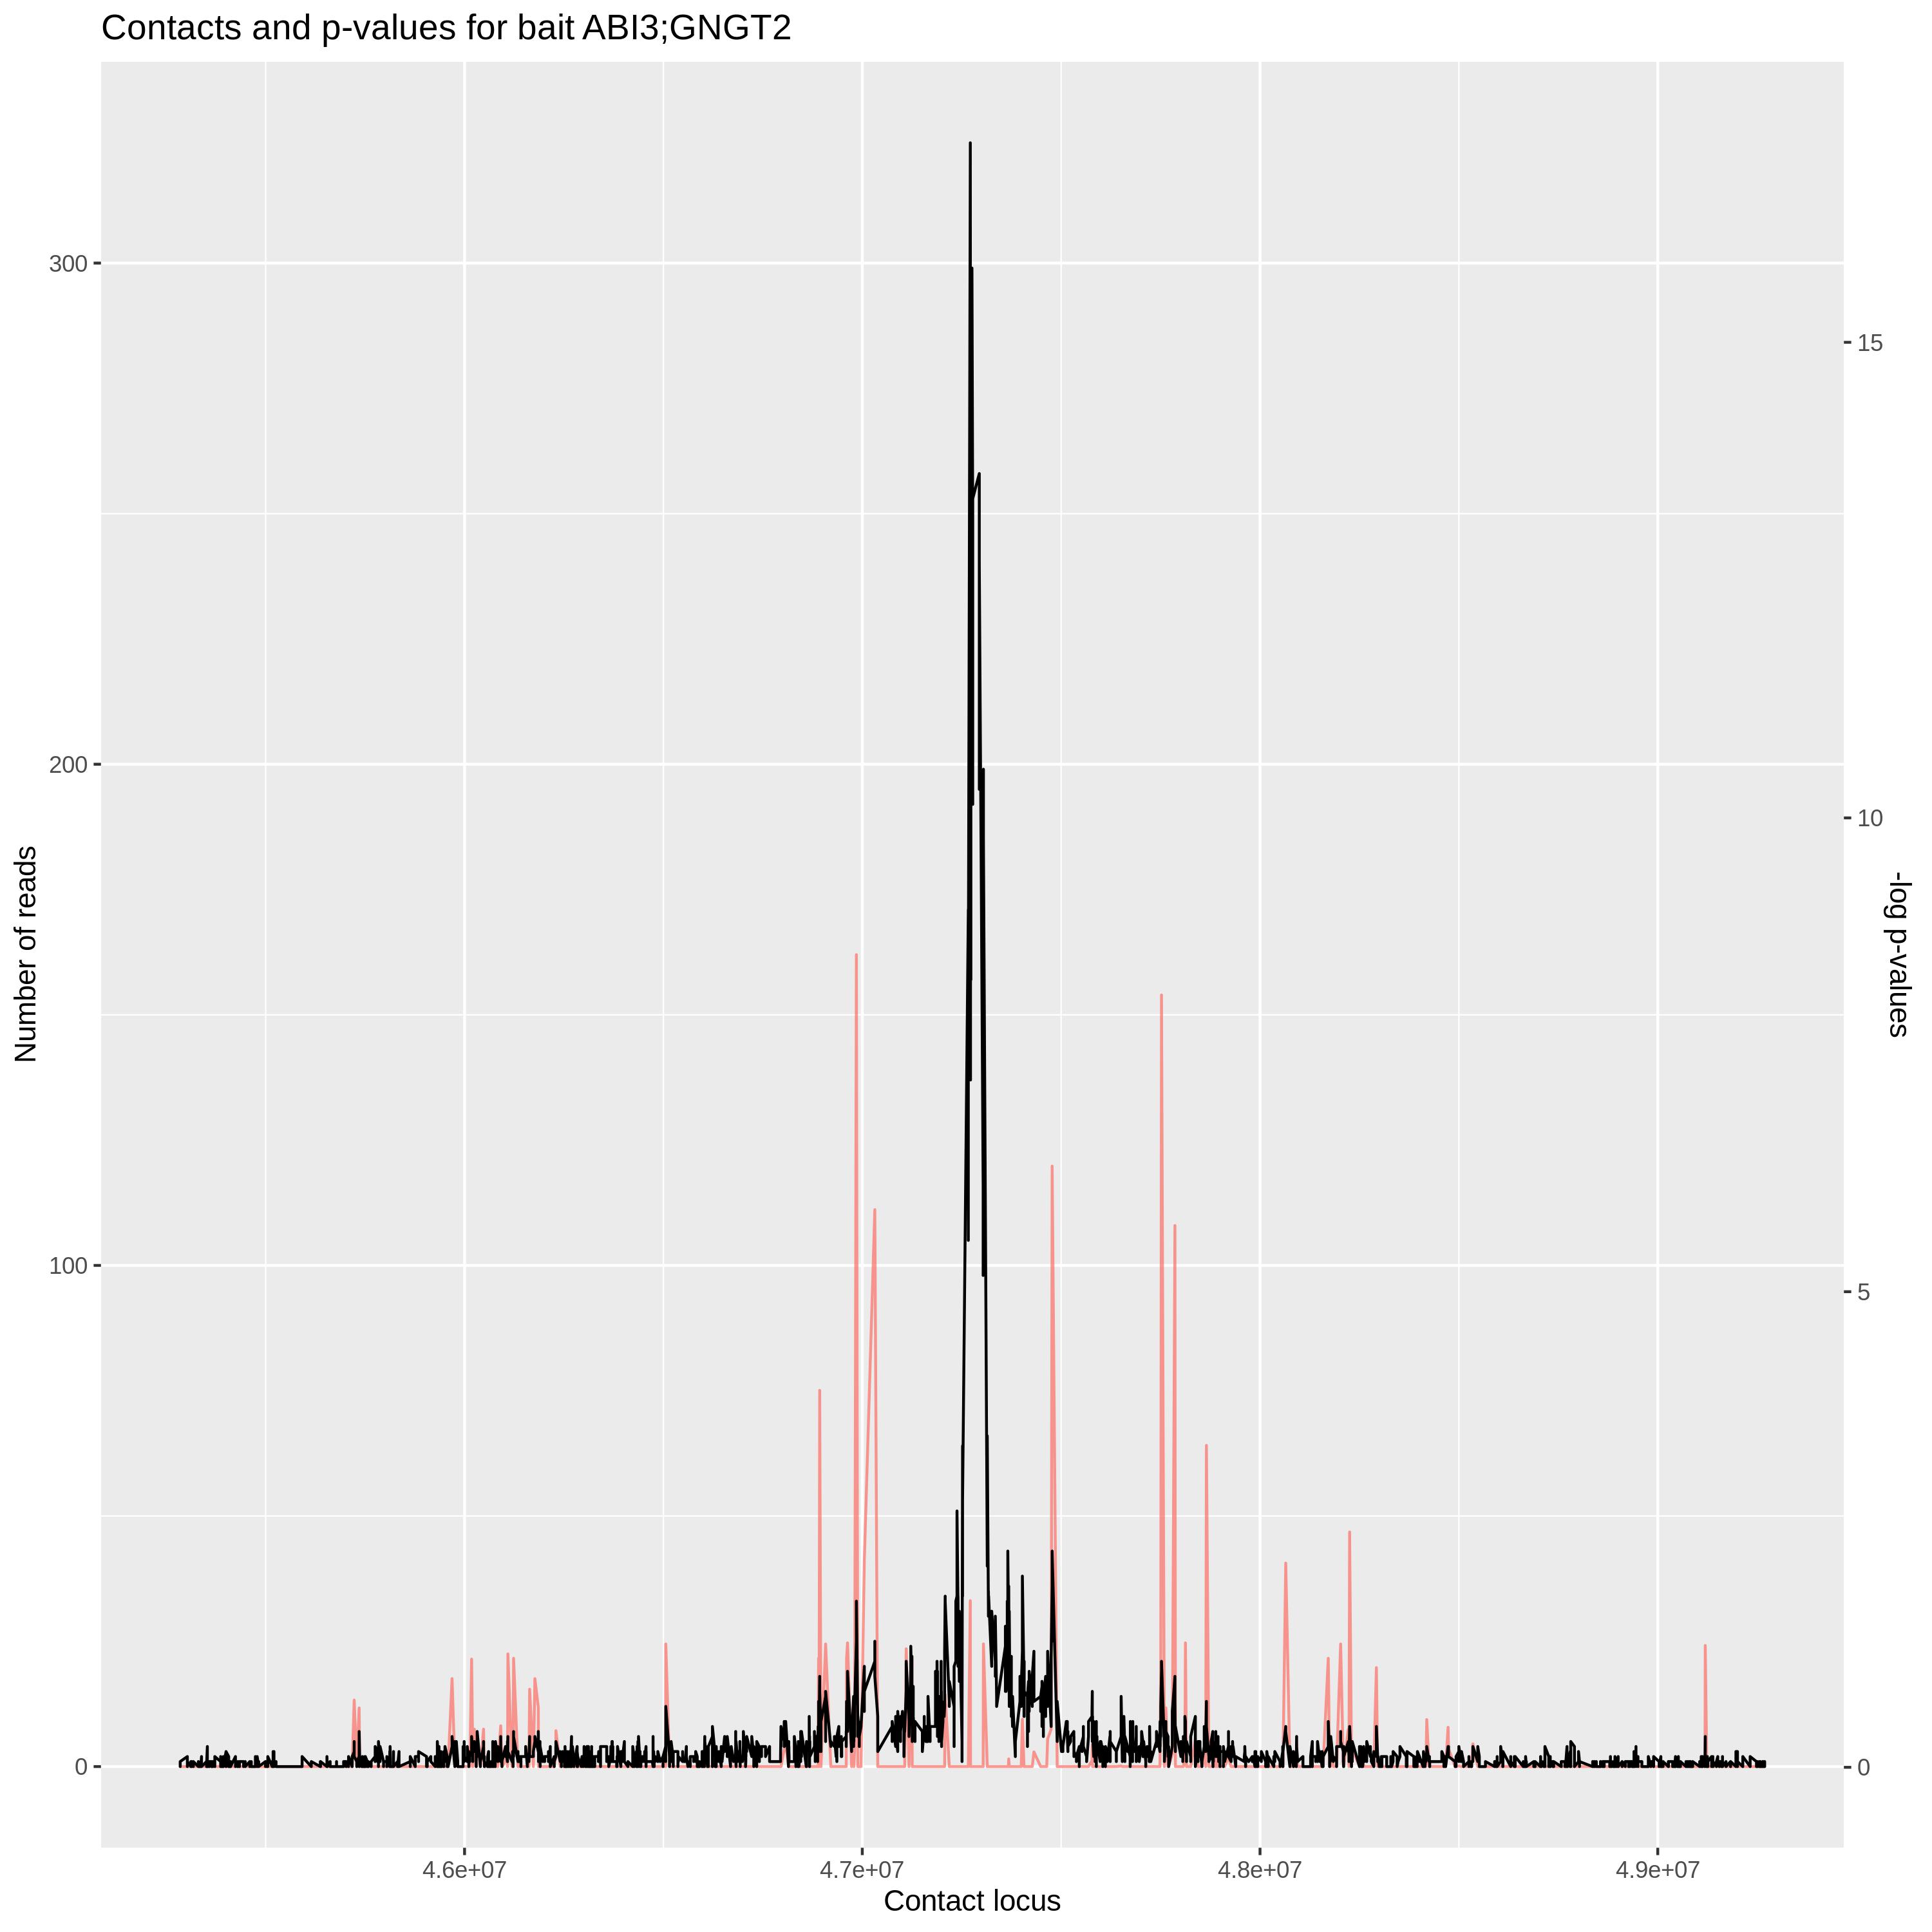 Contacts and p-values for bait ABI3;GNGT2
300
200
100
0
Number of reads
15
10
5
0
-log p-values
4.6e+07
4.7e+07
4.8e+07
4.9e+07
Contact locus